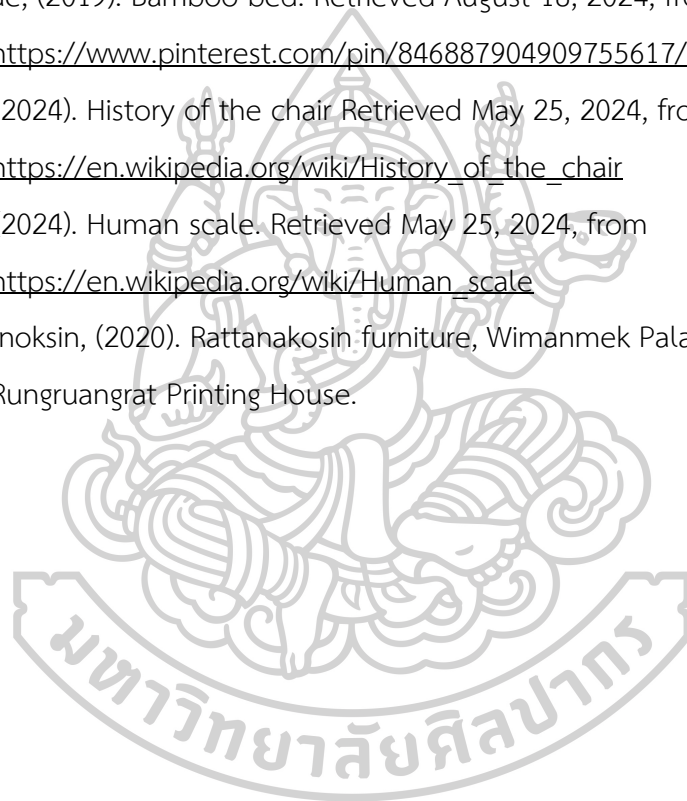 ue, (2019). Bamboo bed. Retrieved August 18, 2024, fro
https://www.pinterest.com/pin/846887904909755617/
2024). History of the chair Retrieved May 25, 2024, fro
https://en.wikipedia.org/wiki/History_of_the_chair
2024). Human scale. Retrieved May 25, 2024, from
https://en.wikipedia.org/wiki/Human_scale
noksin, (2020). Rattanakosin furniture, Wimanmek Pala
Rungruangrat Printing House.
มหาวิทยาลัยศิลปากร